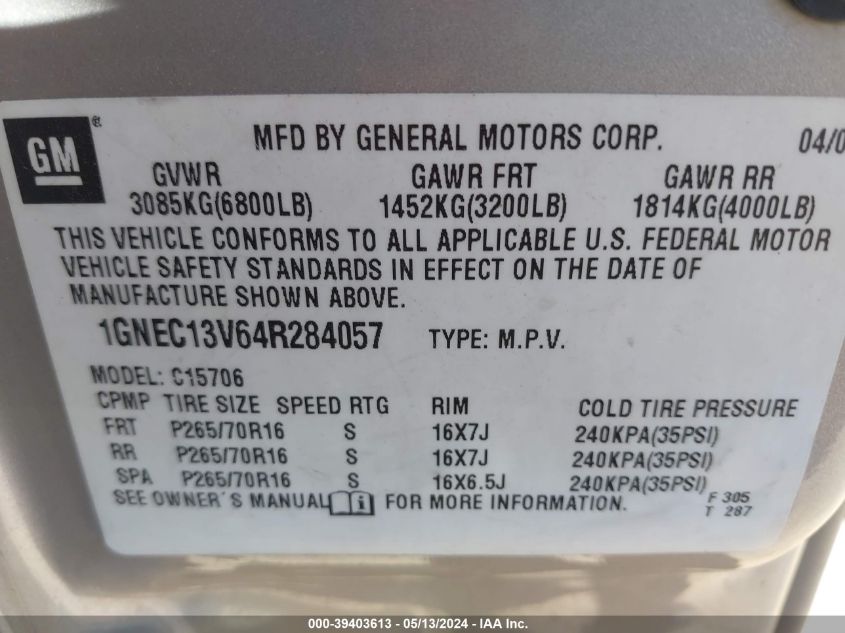 GM ® MFD BY GENERAL MOTORS CORP. 04/0
GVWR GAWR FRT GAWR RR
3085KG(6800LB) 1452KG(3200LB) 1814KG(4000LB)
THIS VEHICLE CONFORMS TO ALL APPLICABLE U.S. FEDERAL MOTOR
VEHICLE SAFETY STANDARDS IN EFFECT ON THE DATE OF
MANUFACTURE SHOWN ABOVE.
1GNEC13V64R284057 TYPE: M.P.V.
MODEL: C15706
CPMP TIRE SIZE SPEED RTG RIM COLD TIRE PRESSURE
FRT P265/70R16 S 16X7J 240KPA(35PSI)
RR P265/70R16 S 16X7J 240KPA(35PSI)
SPA P265/70R16 S 16X6.5J 240KPA(35PSI)
SEE OWNER'S MANUAL i FOR MORE INFORMATION. F 305
T 287
000-39403613 - 05/13/2024 - IAA Inc.